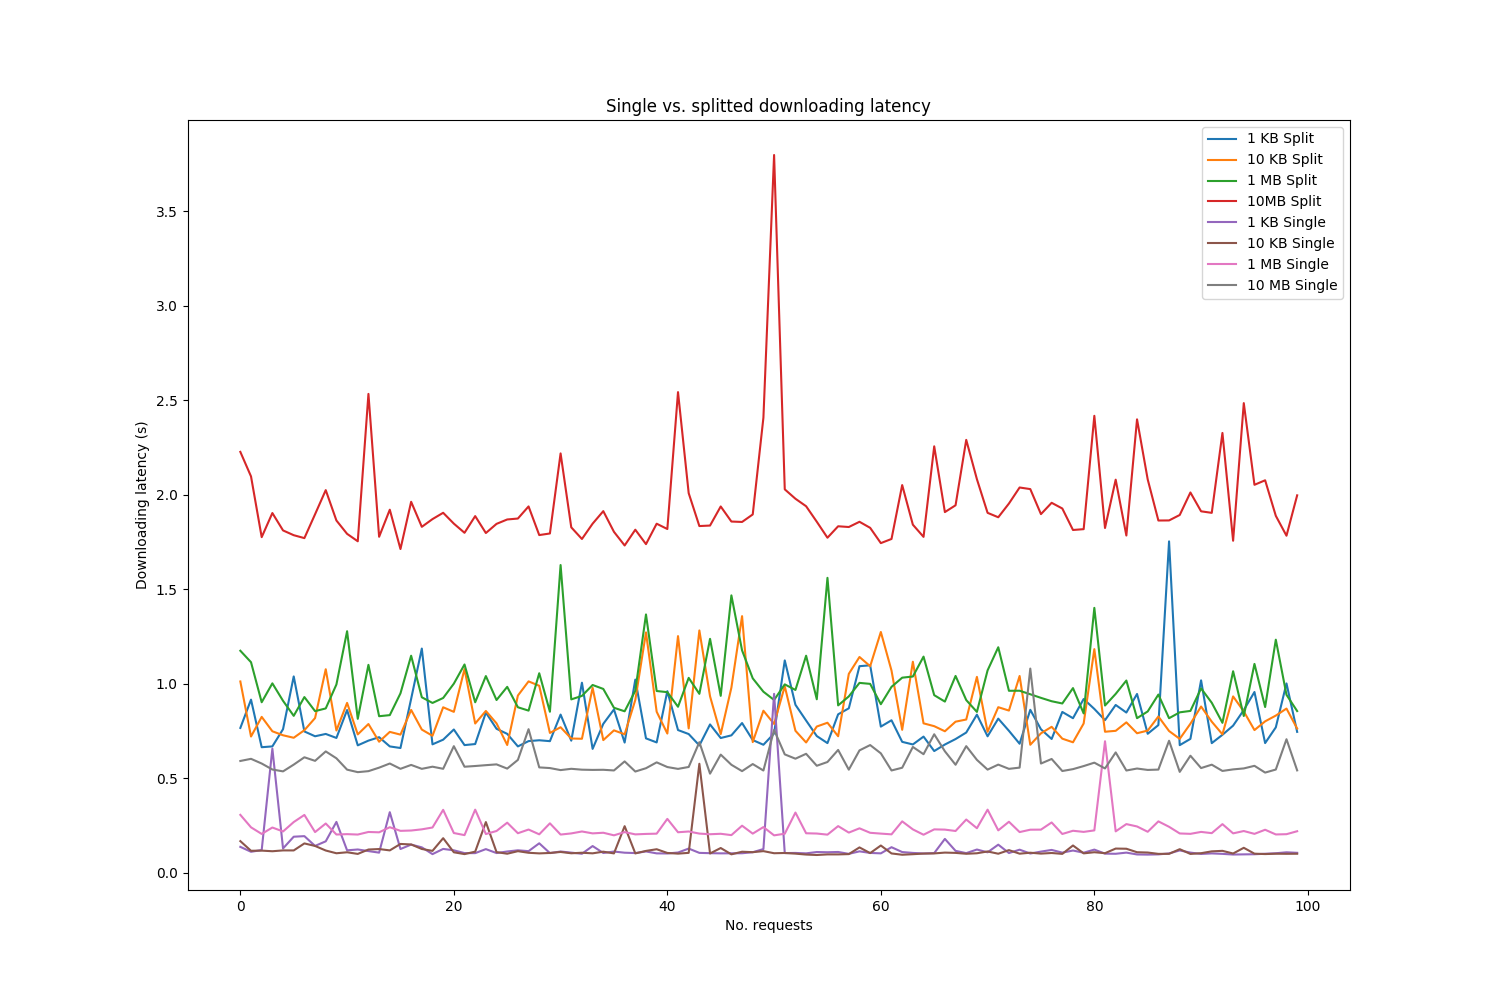 Single vs. splitted downloading latency
1 KB Split
10 KB Split
1 MB Split
10MB Split
1 KB Single
10 KB Single
1 MB Single
10 MB Single
Downloading latency (s)
3.5
3.0
2.5
2.0
1.5
1.0
0.5
0.0
0 20 40 60 80 100
No. requests